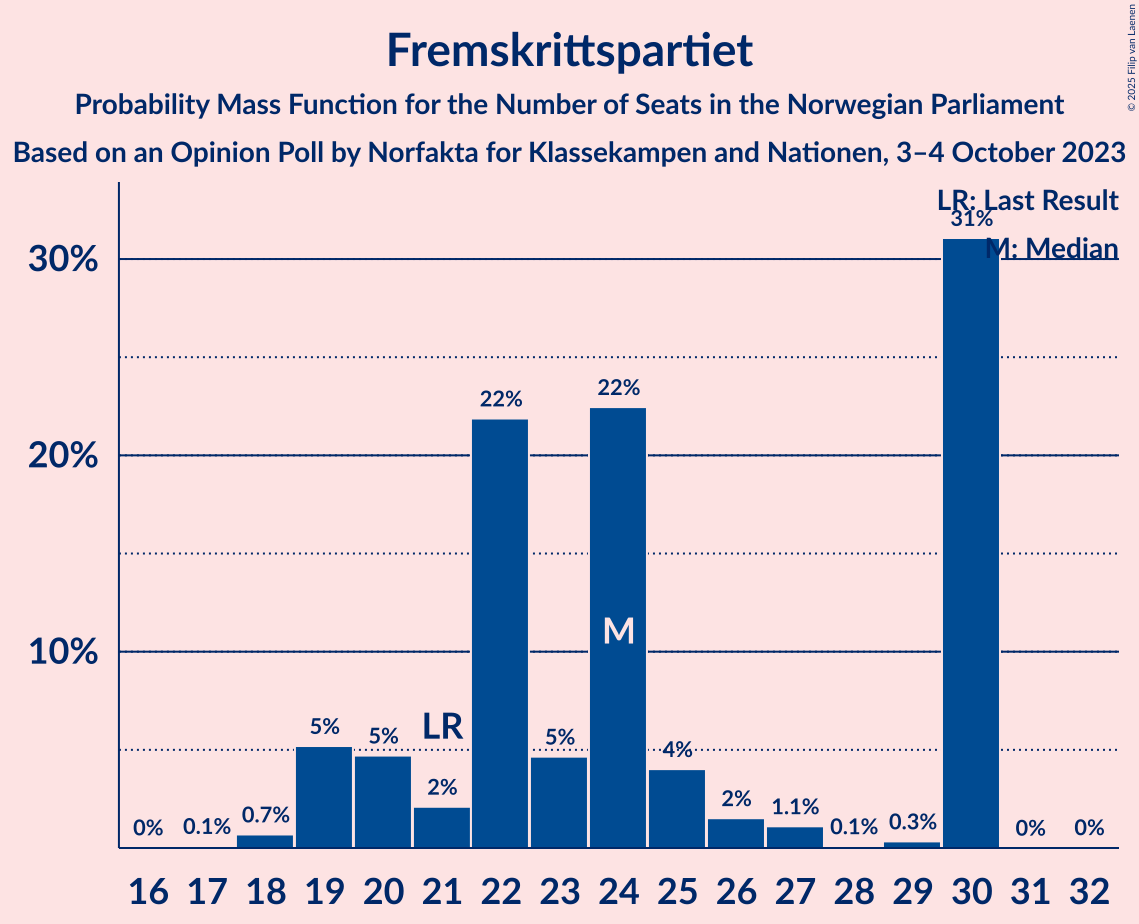 Fremskrittspartiet
Probability Mass Function for the Number of Seats in the Norwegian Parliament
Based on an Opinion Poll by Norfakta for Klassekampen and Nationen, 3–4 October 2023
© 2025 Filip van Laenen
LR: Last Result
M: Median
30%
20%
10%
0%
0.1%
0.7%
5%
5%
LR
2%
22%
5%
22%
M
4%
2%
1.1%
0.1%
0.3%
31%
0%
0%
16 17 18 19 20 21 22 23 24 25 26 27 28 29 30 31 32